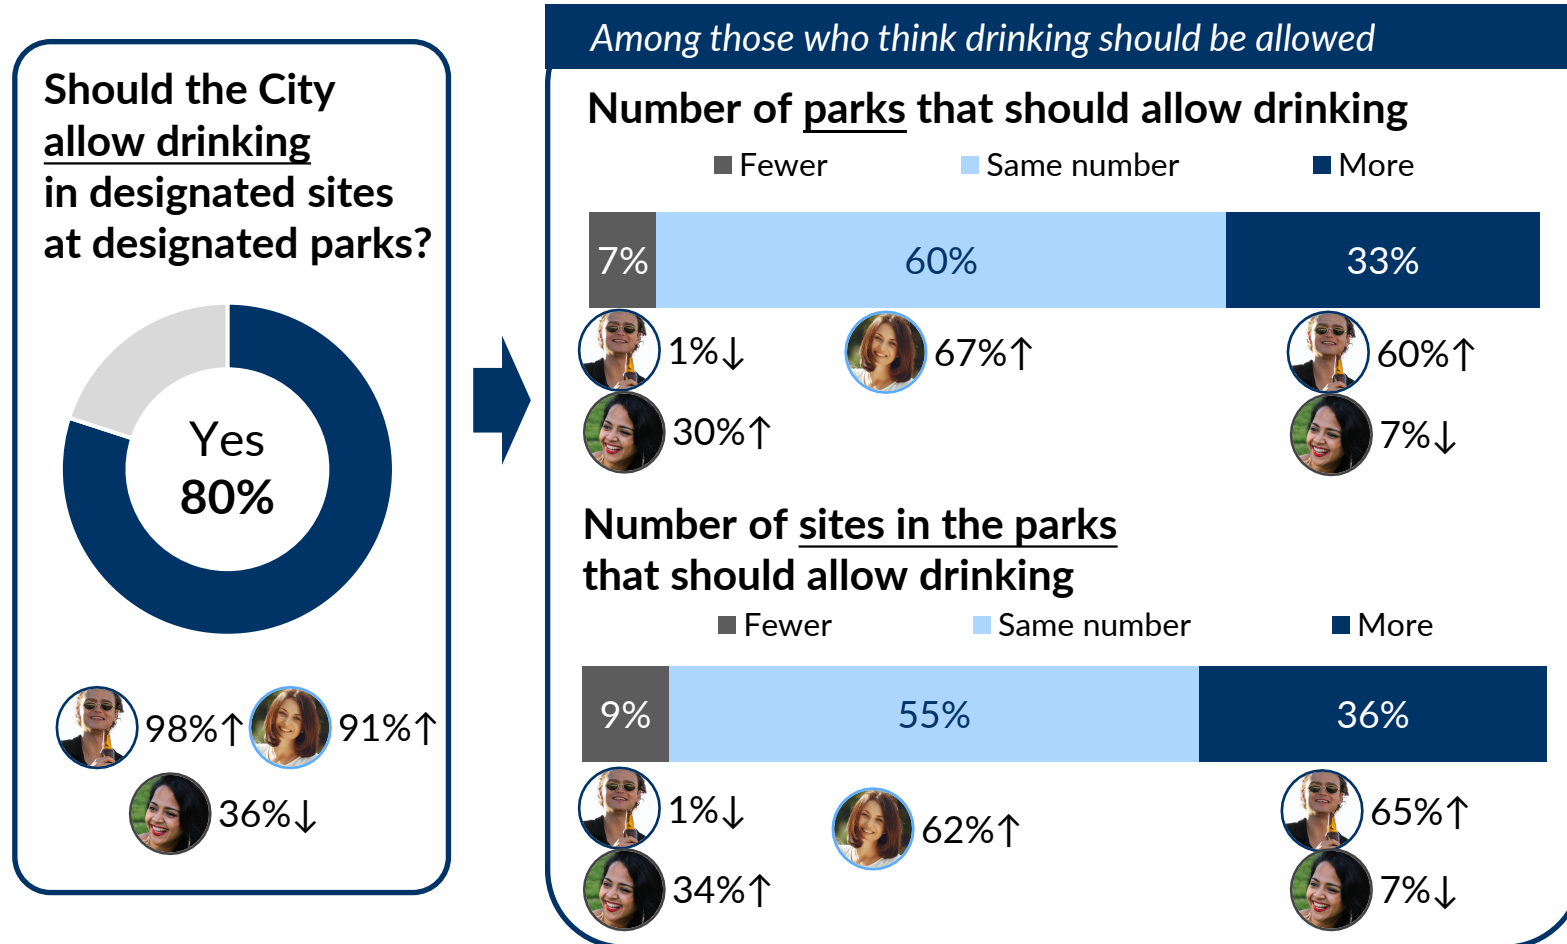 Should the City
allow drinking
in designated sites
at designated parks?
Yes
80%
98%↑ 91%↑
36%↓
Among those who think drinking should be allowed
Number of parks that should allow drinking
Fewer Same number More
7% 60% 33%
1%↓ 67%↑ 60%↑
30%↑ 7%↓
Number of sites in the parks
that should allow drinking
Fewer Same number More
9% 55% 36%
1%↓ 62%↑ 65%↑
34%↑ 7%↓